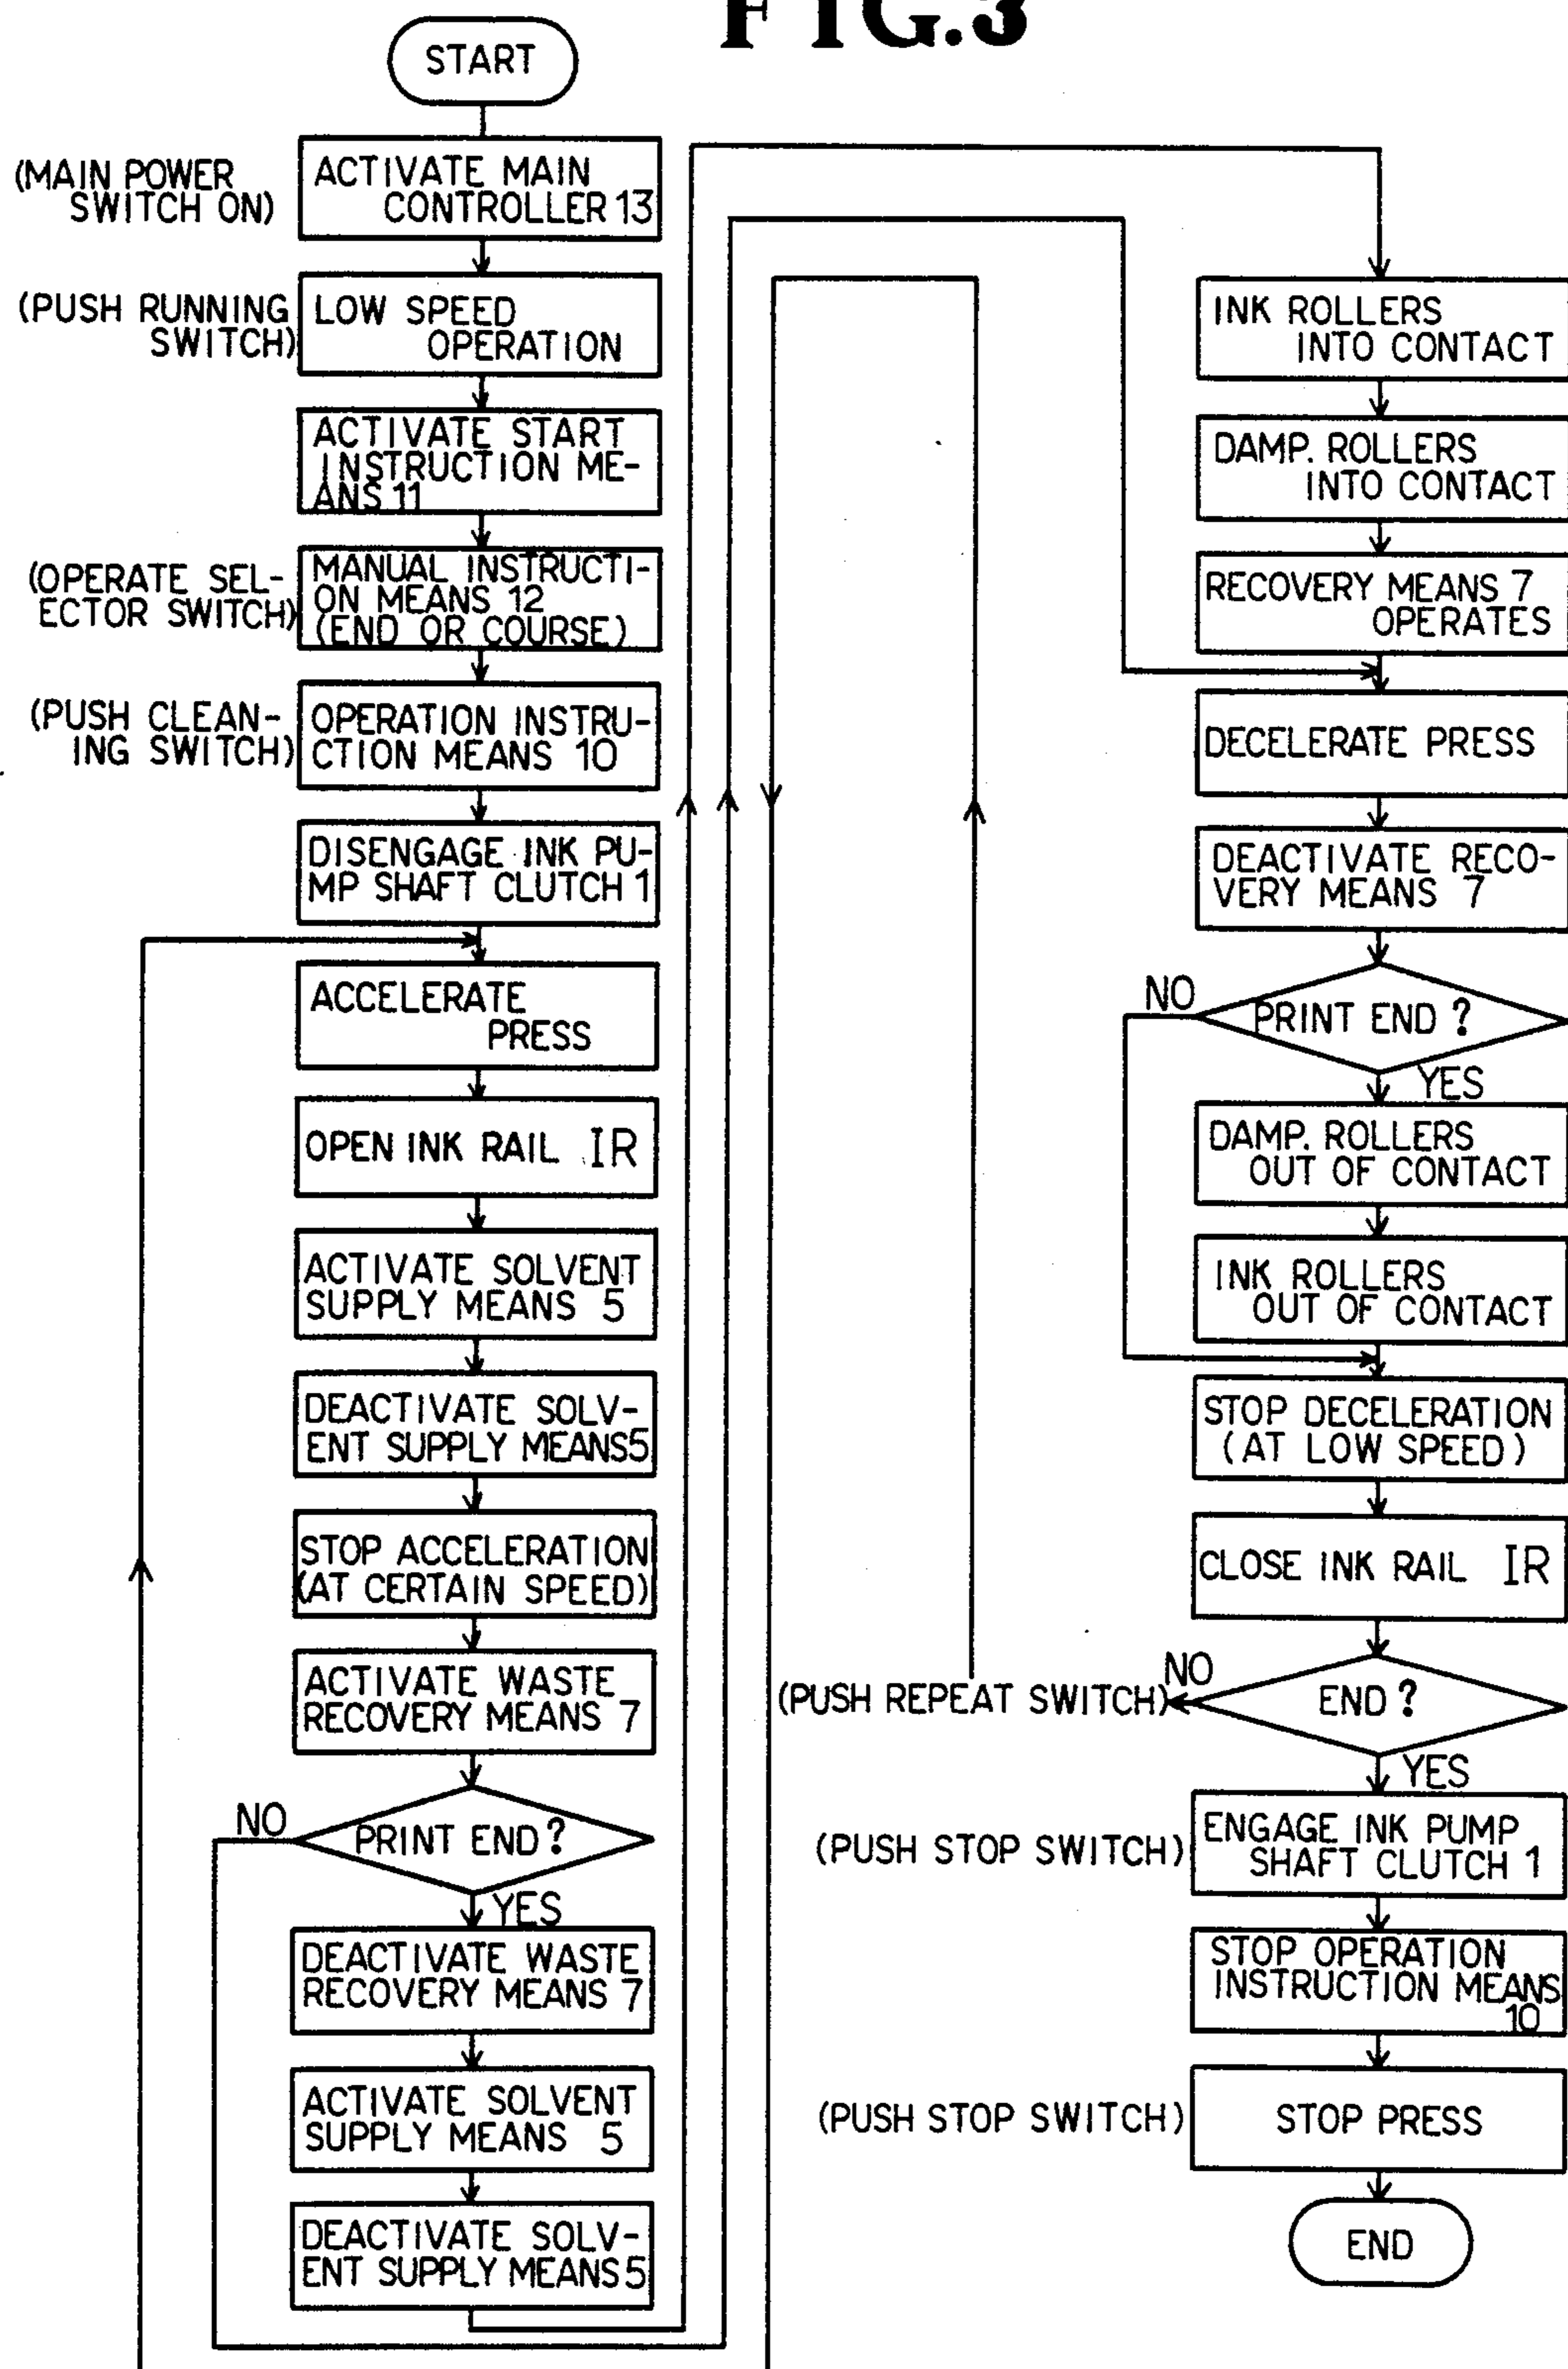 FIG.3
START
(MAIN POWER
SWITCH ON)
ACTIVATE MAIN
CONTROLLER 13
(PUSH RUNNING
SWITCH)
LOW SPEED
OPERATION
ACTIVATE START
INSTRUCTION ME-
ANS 11
(OPERATE SEL-
ECTOR SWITCH)
MANUAL INSTRUCTI-
ON MEANS 12
(END OR COURSE)
(PUSH CLEAN-
ING SWITCH)
OPERATION INSTRU-
CTION MEANS 10
DISENGAGE INK PU-
MP SHAFT CLUTCH 1
ACCELERATE
PRESS
OPEN INK RAIL IR
ACTIVATE SOLVENT
SUPPLY MEANS 5
DEACTIVATE SOLV-
ENT SUPPLY MEANS 5
STOP ACCELERATION
(AT CERTAIN SPEED)
ACTIVATE WASTE
RECOVERY MEANS 7
NO
PRINT END?
YES
DEACTIVATE WASTE
RECOVERY MEANS 7
ACTIVATE SOLVENT
SUPPLY MEANS 5
DEACTIVATE SOLV-
ENT SUPPLY MEANS 5
INK ROLLERS
INTO CONTACT
DAMP. ROLLERS
INTO CONTACT
RECOVERY MEANS 7
OPERATES
DECELERATE PRESS
DEACTIVATE RECO-
VERY MEANS 7
NO
PRINT END ?
YES
DAMP. ROLLERS
OUT OF CONTACT
INK ROLLERS
OUT OF CONTACT
STOP DECELERATION
(AT LOW SPEED)
CLOSE INK RAIL IR
(PUSH REPEAT SWITCH)
NO
END ?
YES
(PUSH STOP SWITCH)
ENGAGE INK PUMP
SHAFT CLUTCH 1
STOP OPERATION
INSTRUCTION MEANS
10
(PUSH STOP SWITCH)
STOP PRESS
END